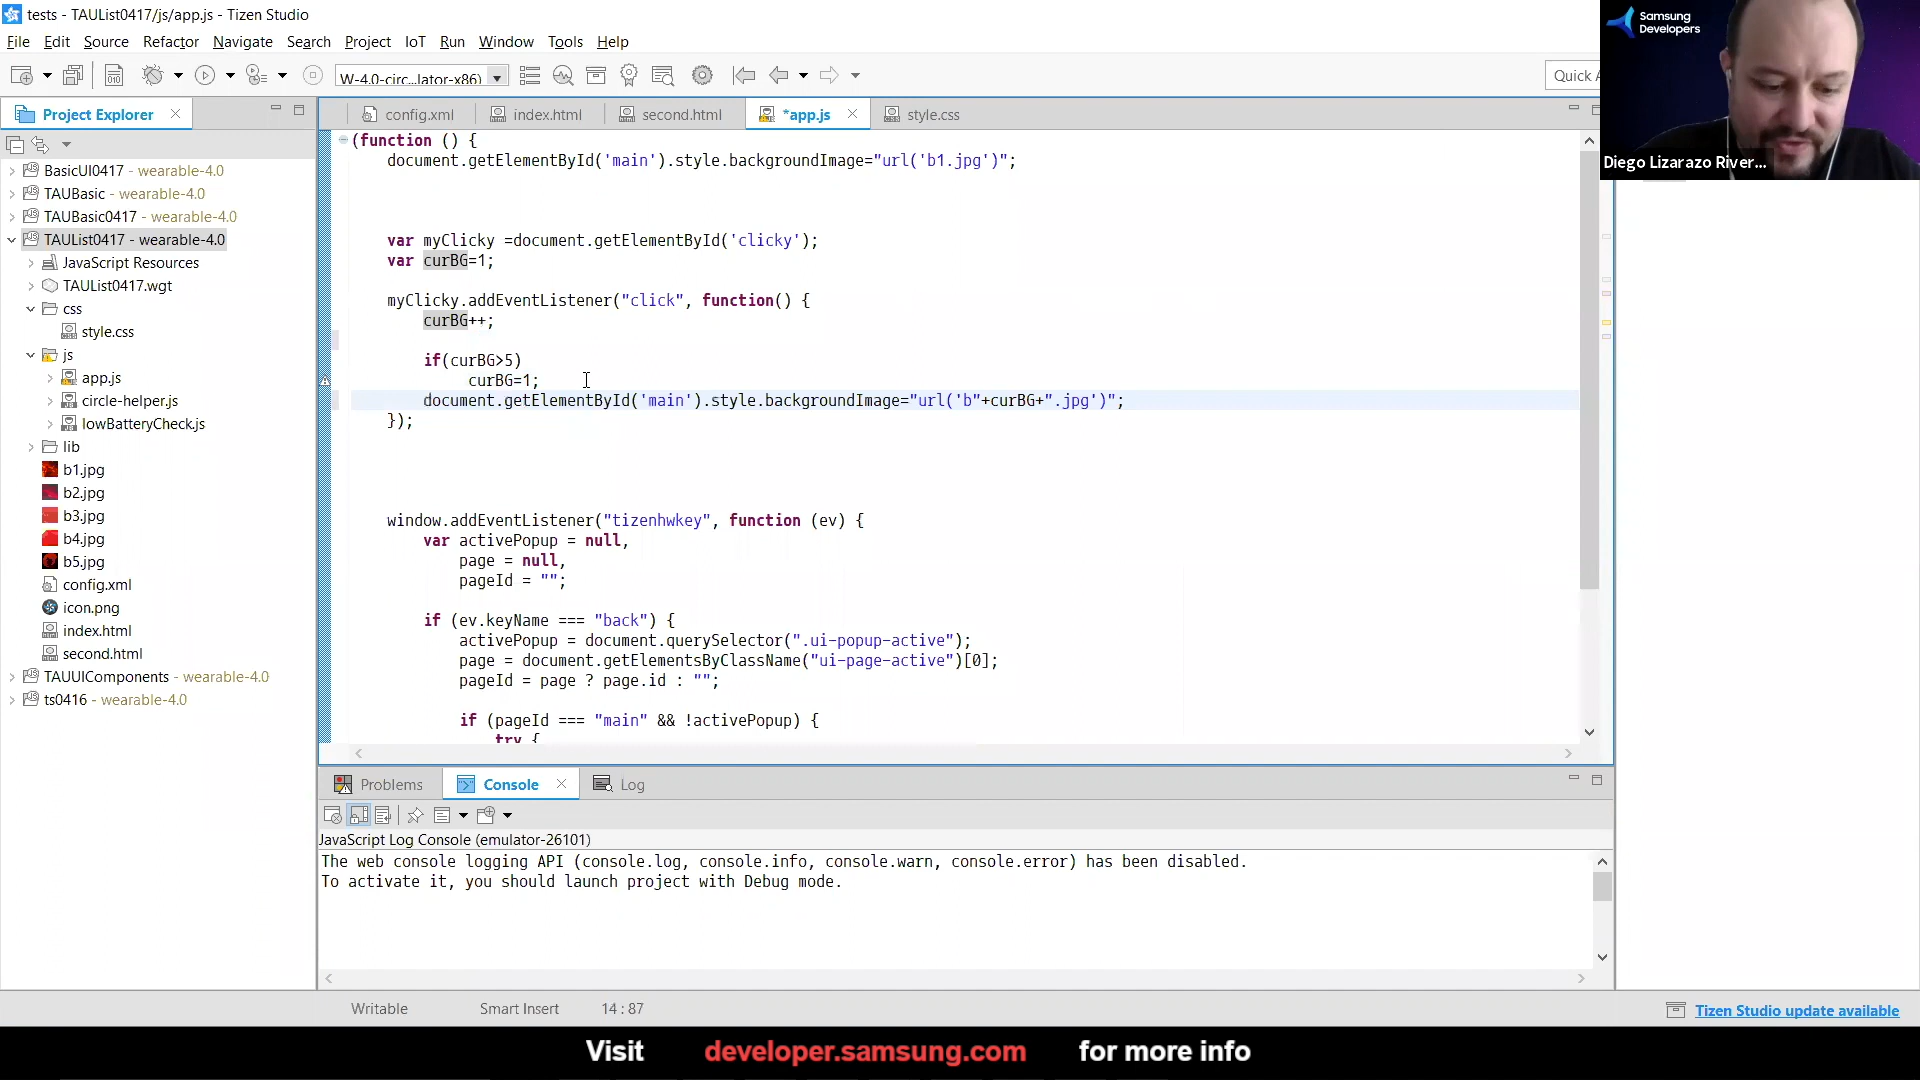 tests - TAUList0417/js/app.js - Tizen Studio
File Edit Source Refactor Navigate Search Project IoT Run Window Tools Help
W-4.0-circ...lator-x86)
Quick A
Samsung
Developers
Diego Lizarazo River...
Project Explorer
config.xml
index.html
second.html
*app.js
style.css
BasicUI0417 - wearable-4.0
TAUBasic - wearable-4.0
TAUBasic0417 - wearable-4.0
TAUList0417 - wearable-4.0
JavaScript Resources
TAUList0417.wgt
css
style.css
js
app.js
circle-helper.js
lowBatteryCheck.js
lib
b1.jpg
b2.jpg
b3.jpg
b4.jpg
b5.jpg
config.xml
icon.png
index.html
second.html
TAUUIComponents - wearable-4.0
ts0416 - wearable-4.0
(function () {
document.getElementById('main').style.backgroundImage="url('b1.jpg')";
var myClicky =document.getElementById('clicky');
var curBG=1;
myClicky.addEventListener("click", function() {
curBG++;
if(curBG>5)
curBG=1;
document.getElementById('main').style.backgroundImage="url('b"+curBG+".jpg')";
});
window.addEventListener("tizenhwkey", function (ev) {
var activePopup = null,
page = null,
pageId = "";
if (ev.keyName === "back") {
activePopup = document.querySelector(".ui-popup-active");
page = document.getElementsByClassName("ui-page-active")[0];
pageId = page ? page.id : "";
if (pageId === "main" && !activePopup) {
try {
Problems
Console
Log
JavaScript Log Console (emulator-26101)
The web console logging API (console.log, console.info, console.warn, console.error) has been disabled.
To activate it, you should launch project with Debug mode.
Writable
Smart Insert
14 : 87
Tizen Studio update available
Visit developer.samsung.com for more info